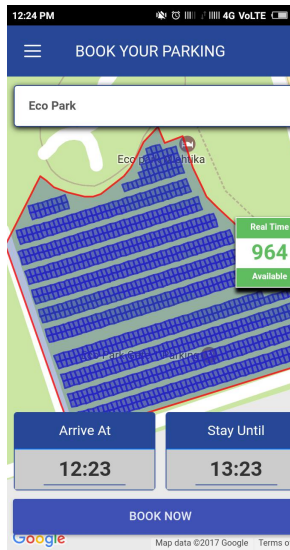 12:24 PM 4G VoLTE
BOOK YOUR PARKING
Eco Park
Real Time
964
Available
Arrive At
Stay Until
12:23
13:23
BOOK NOW
Google
Map data ©2017 Google Terms o